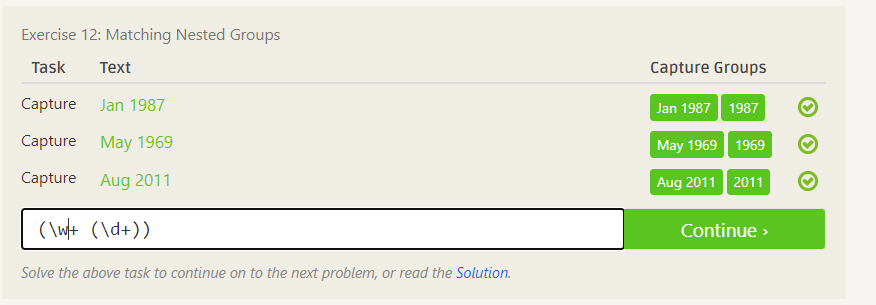 Exercise 12: Matching Nested Groups
Task Text Capture Groups
Capture Jan 1987 Jan 1987 1987
Capture May 1969 May 1969 1969
Capture Aug 2011 Aug 2011 2011
(\w+ (\d+)) Continue ›
Solve the above task to continue on to the next problem, or read the Solution.